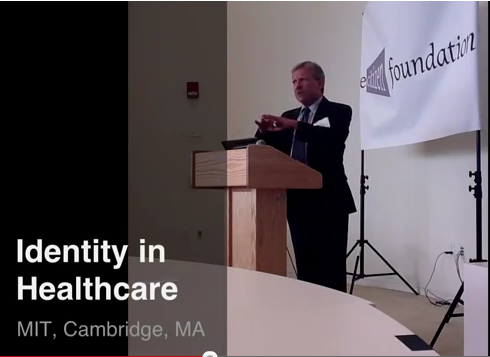 foundation
Identity in
Healthcare
MIT, Cambridge, MA